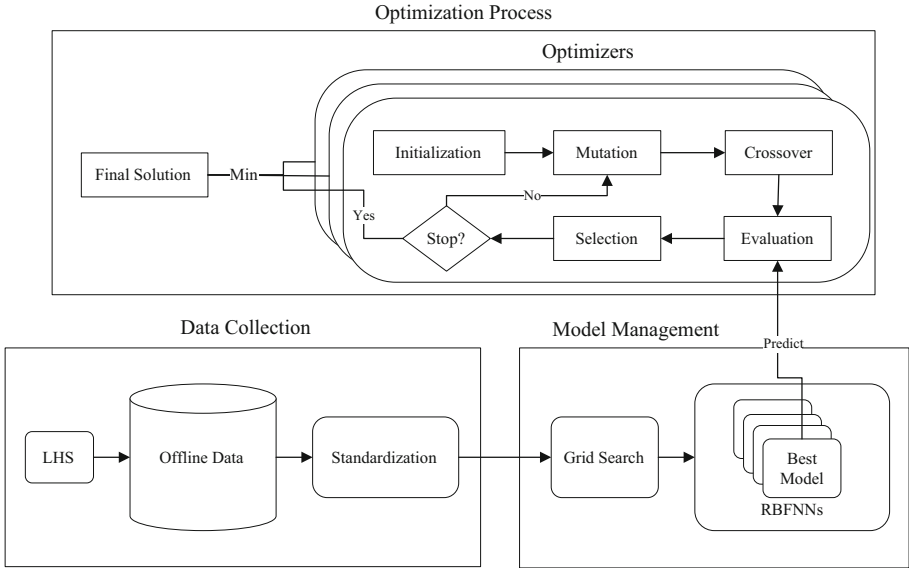 Optimization Process
Optimizers
Initialization
Mutation
Crossover
Final Solution
Min
No
Yes
Stop?
Selection
Evaluation
Data Collection
Model Management
Predict
LHS
Offline Data
Standardization
Grid Search
Best
Model
RBFNNs